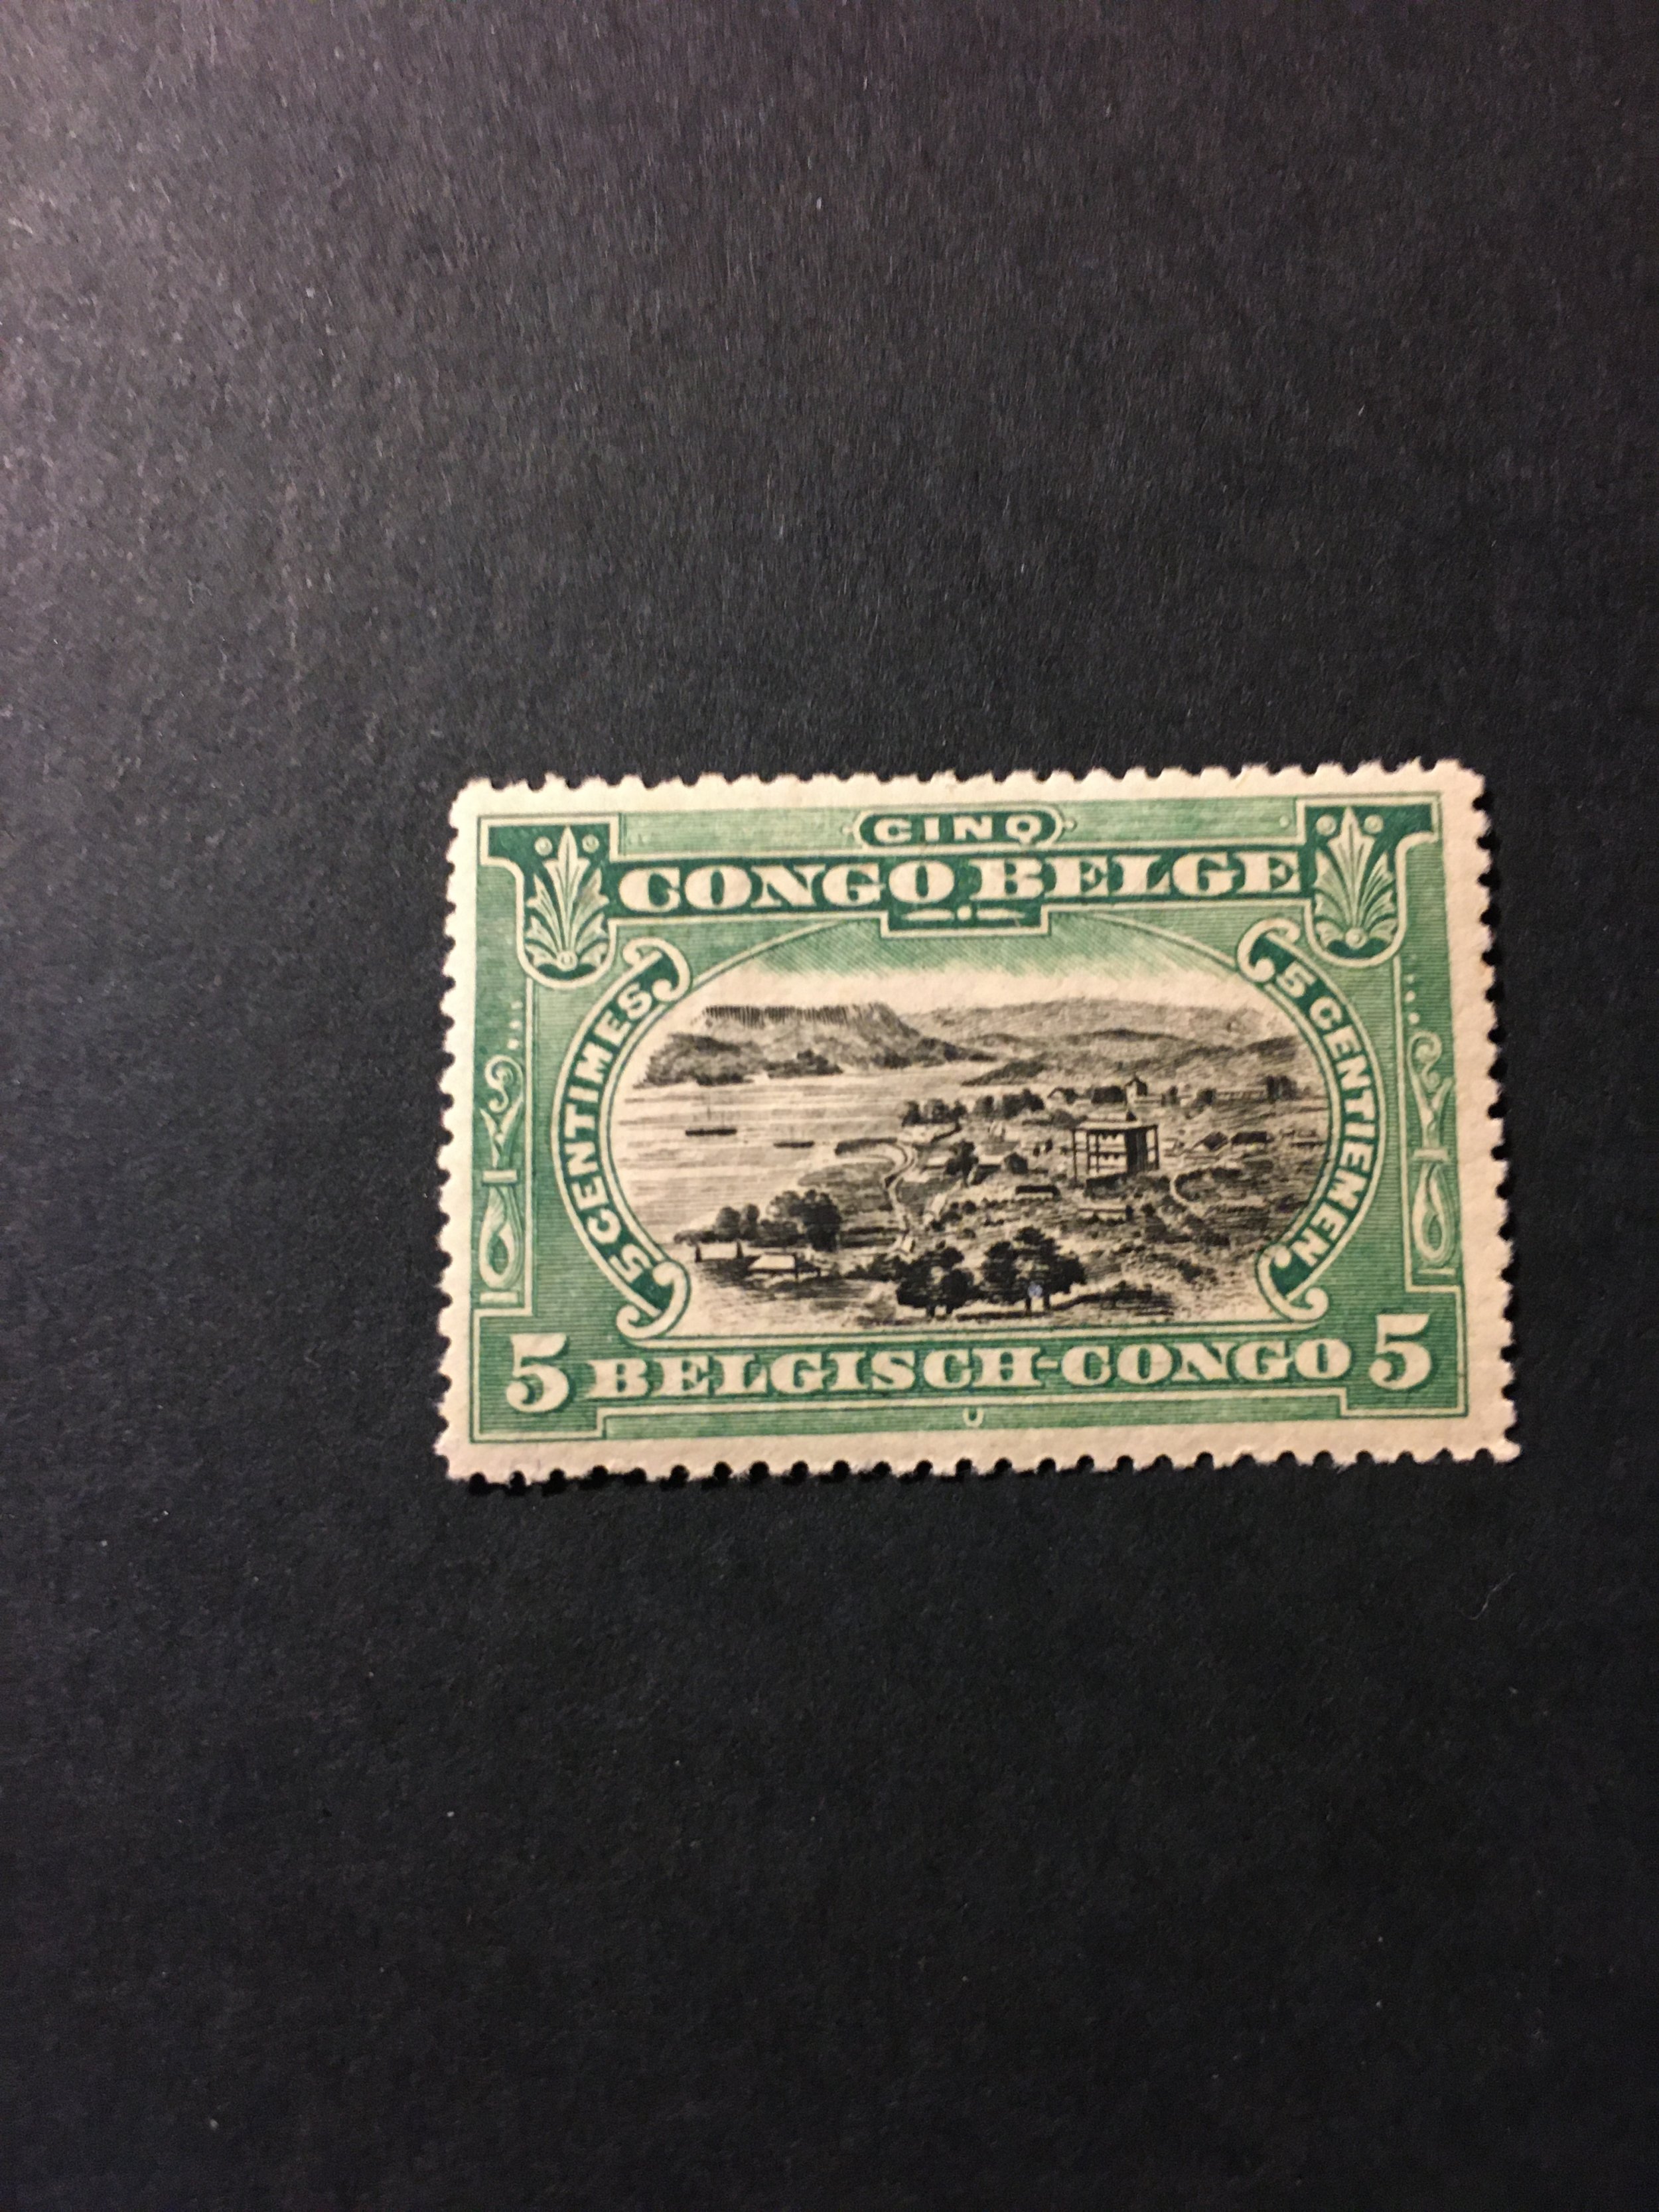 CINQ
CONGO BELGE
5 CENTIMES
5 CENTIEMEN.
5 BELGISCH-CONGO 5